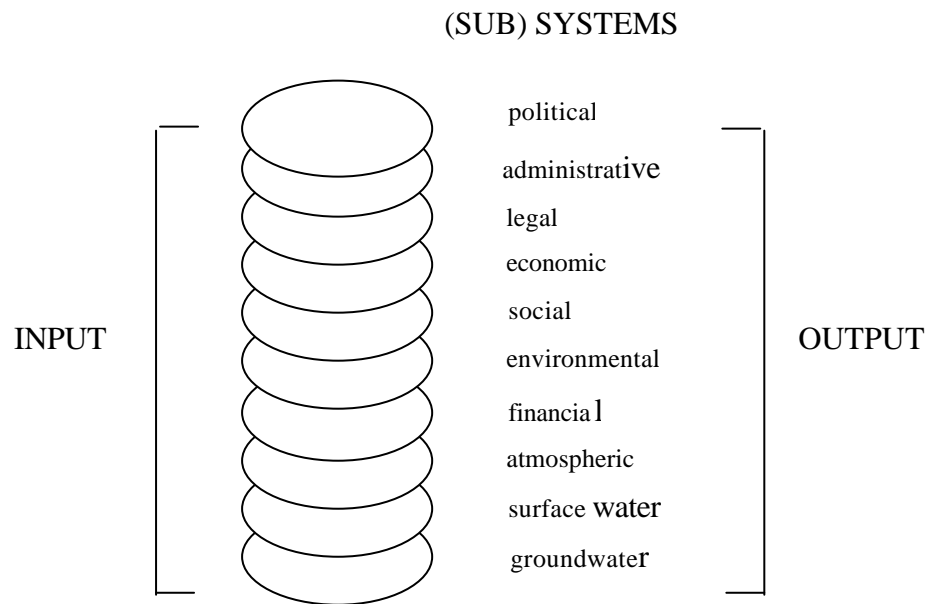 (SUB) SYSTEMS
political
administrative
legal
economic
social
INPUT
OUTPUT
environmental
financial
atmospheric
surface water
groundwater